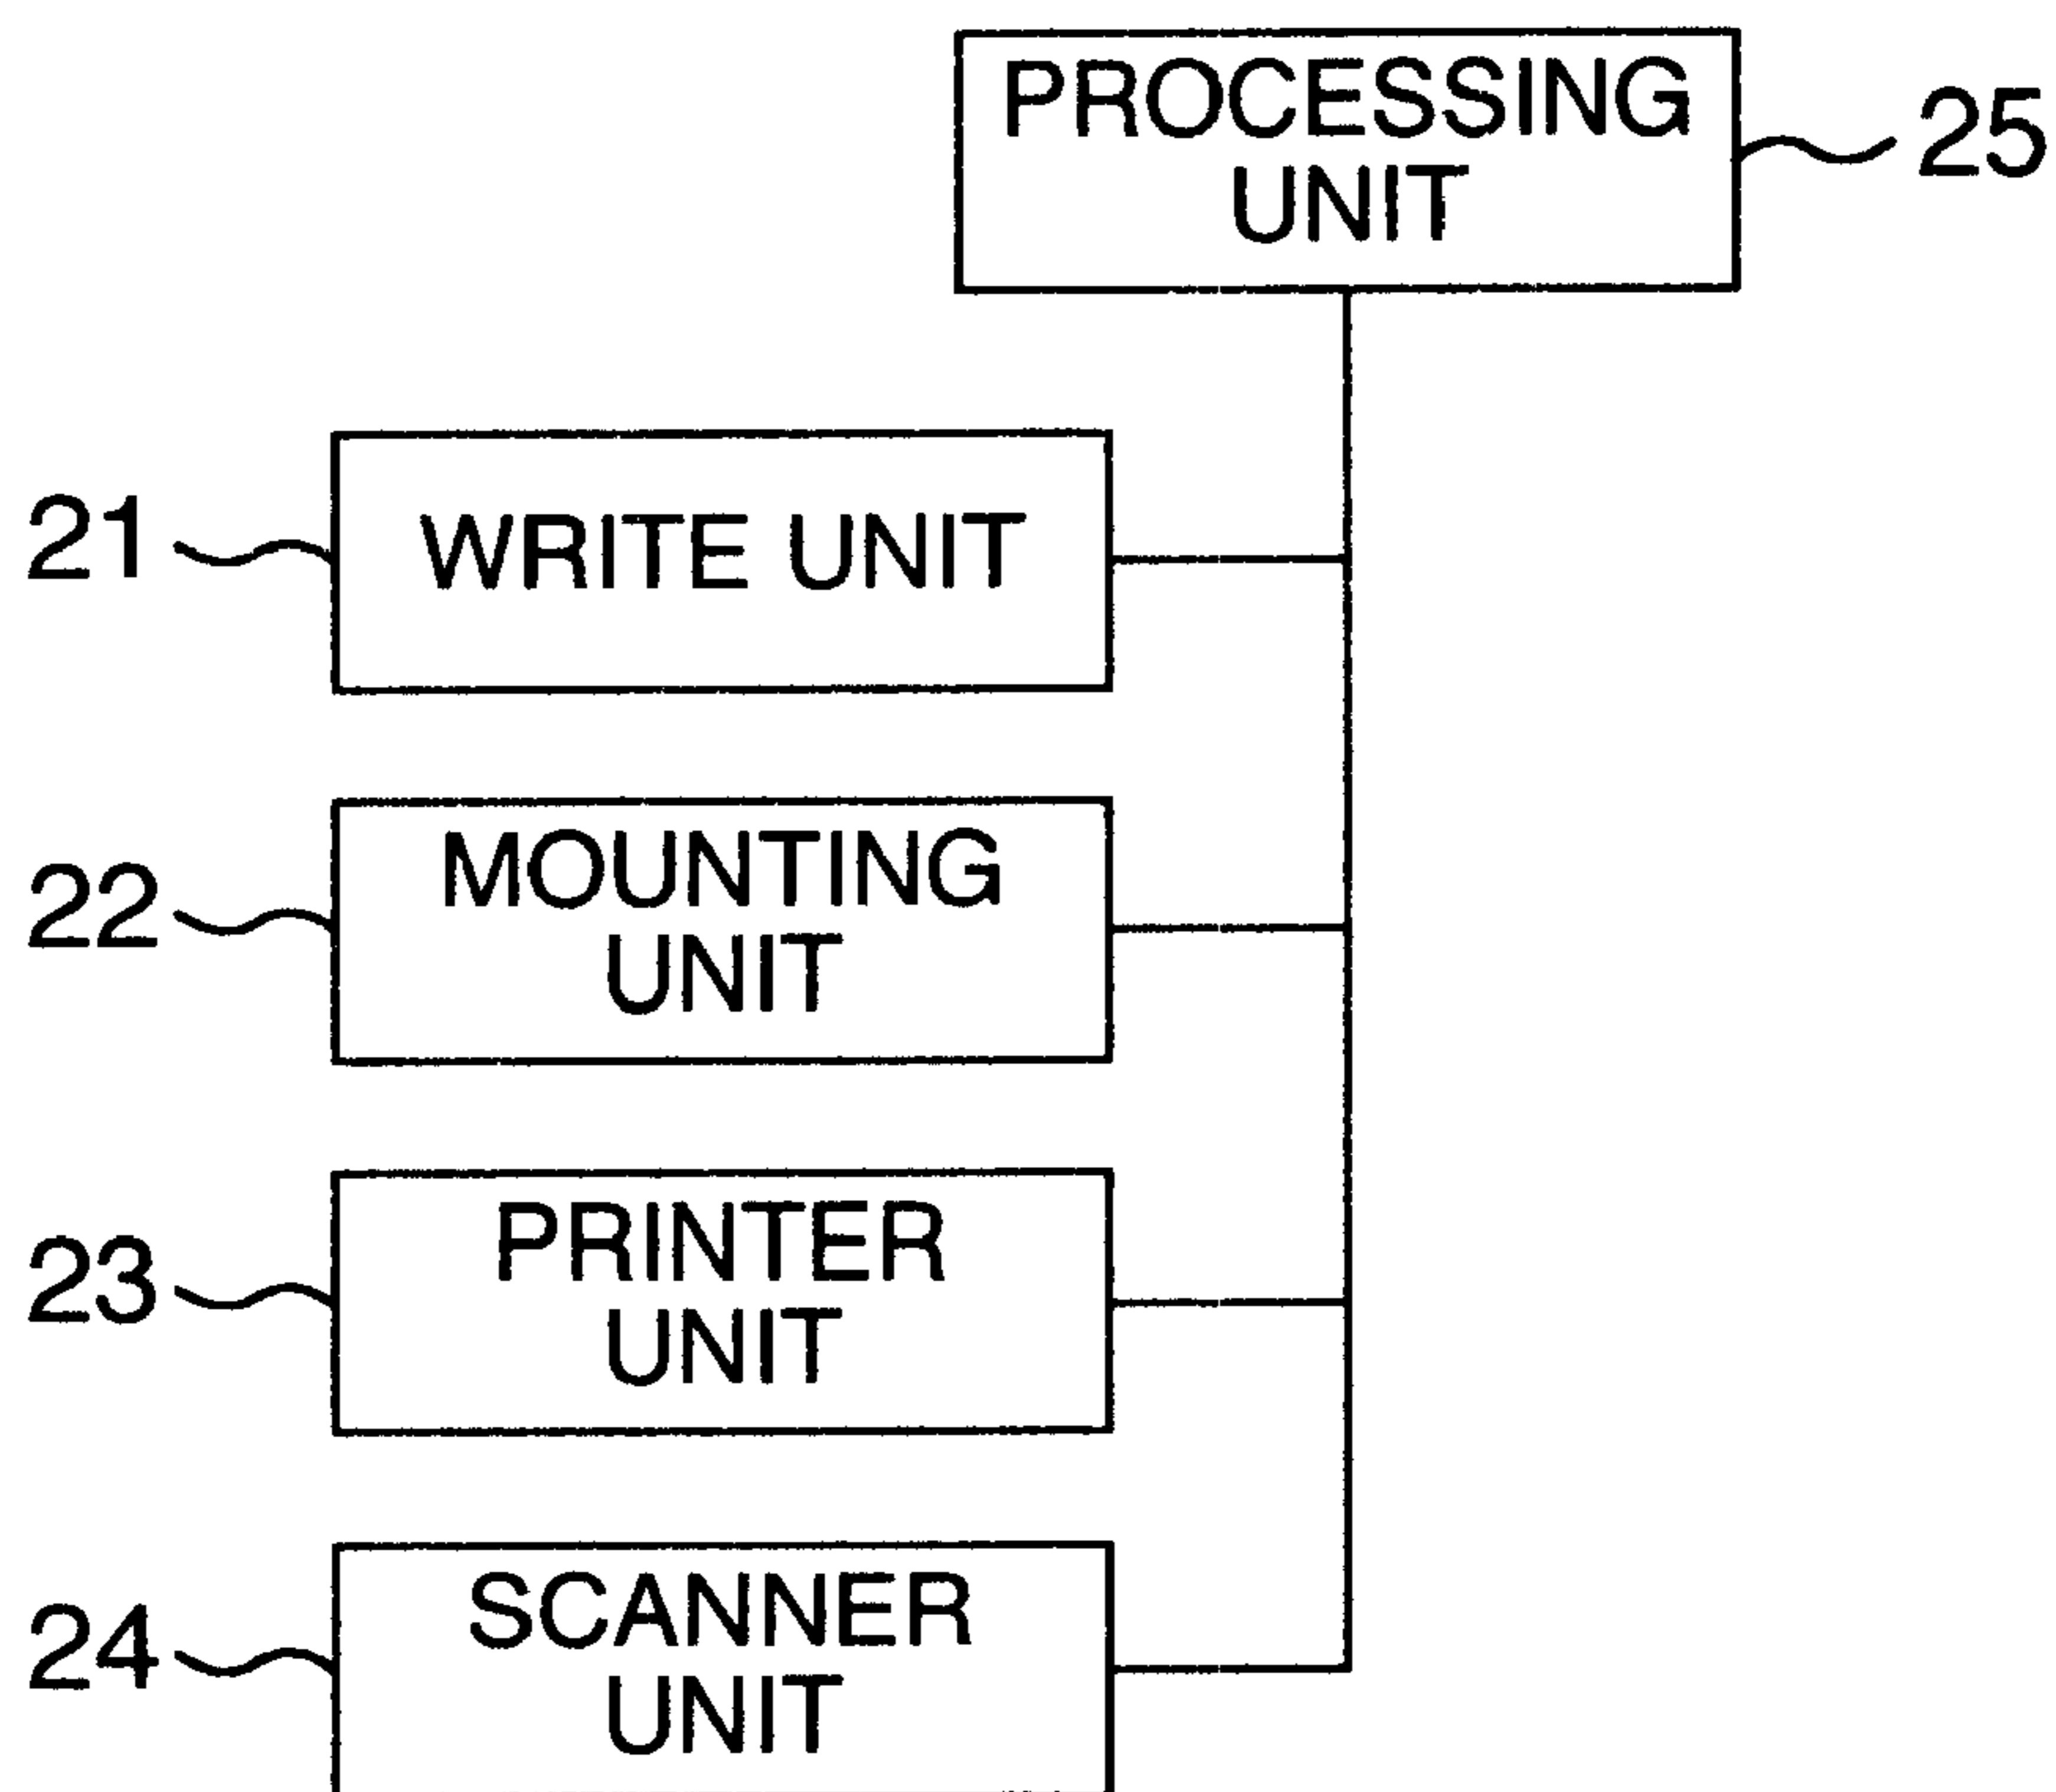 PROCESSING
UNIT
25
21
WRITE UNIT
22
MOUNTING
UNIT
23
PRINTER
UNIT
24
SCANNER
UNIT